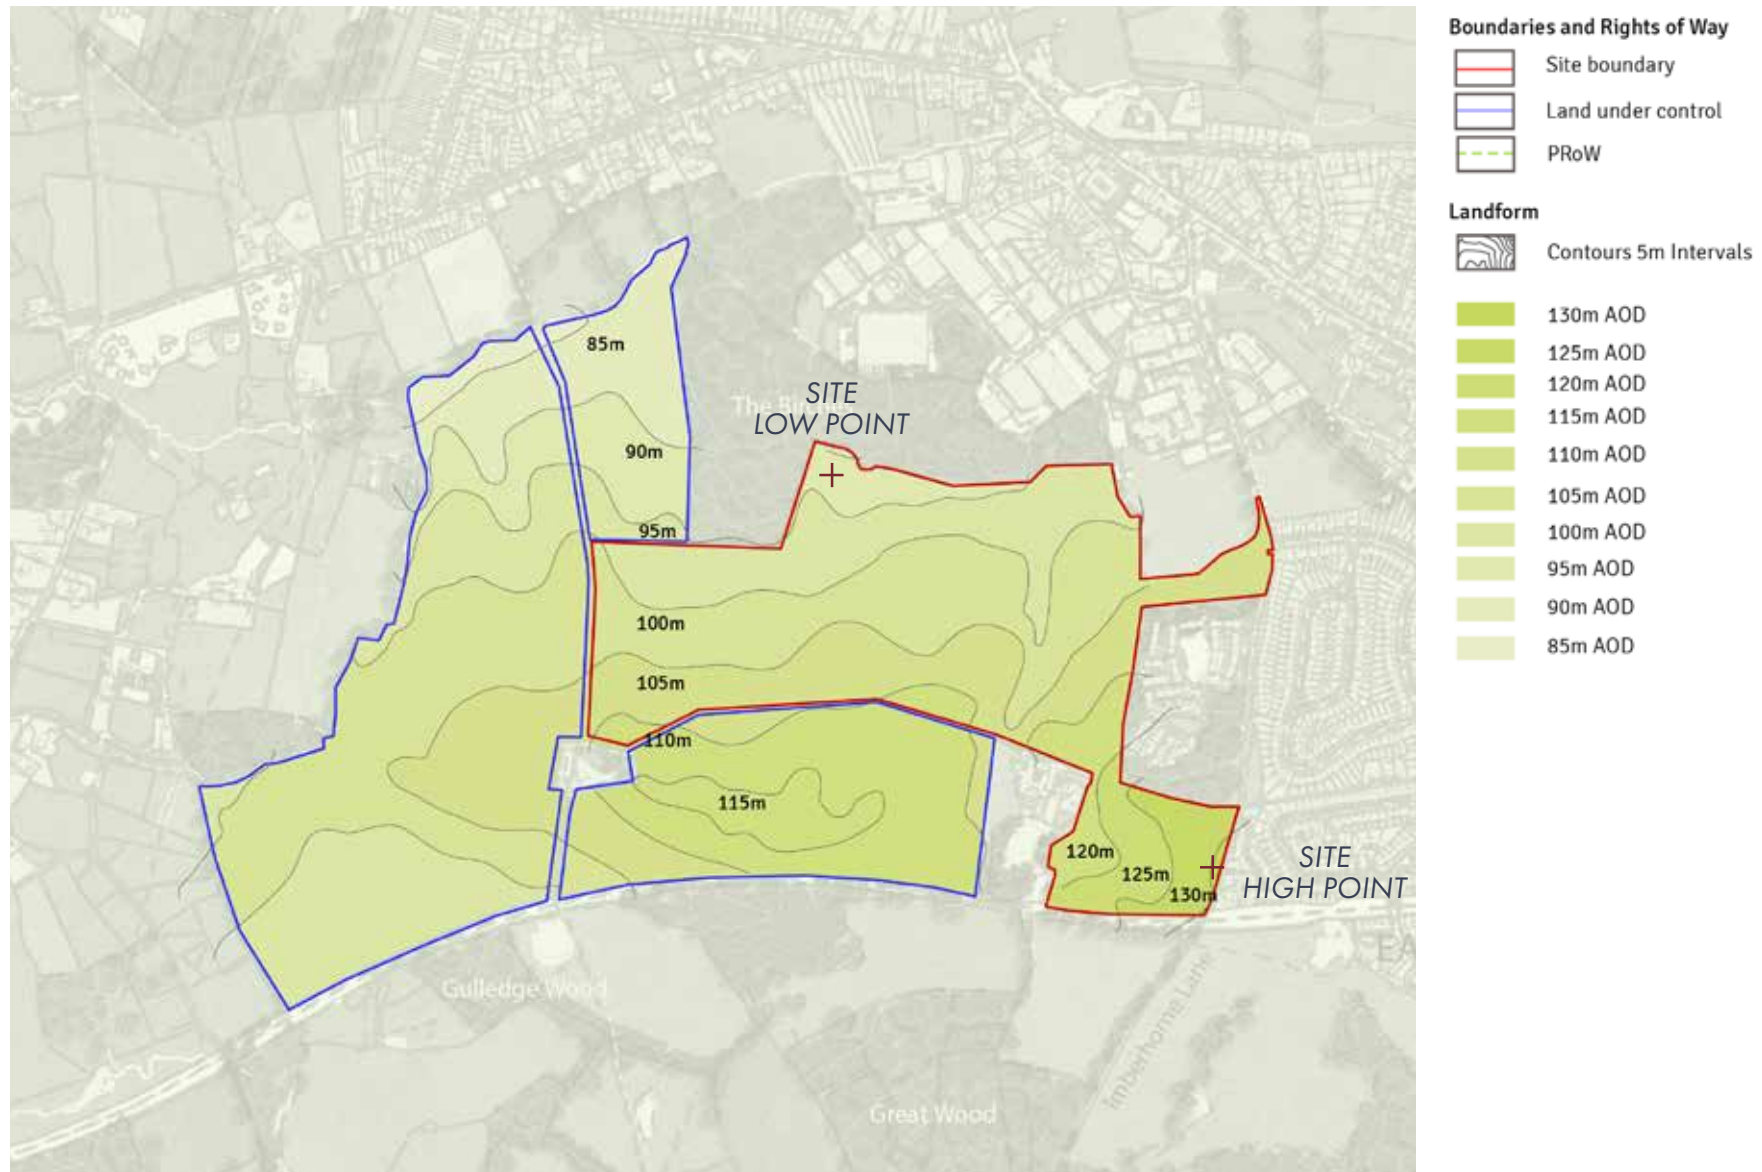 Boundaries and Rights of Way
Site boundary
Land under control
PRoW
Landform
Contours 5m Intervals
130m AOD
125m AOD
120m AOD
115m AOD
110m AOD
105m AOD
100m AOD
95m AOD
90m AOD
85m AOD
85m
90m
95m
The Birches
SITE
LOW POINT
100m
105m
110m
115m
120m
125m
130m
SITE
HIGH POINT
EA
Gulledge Wood
Imberhorne Lane
Great Wood